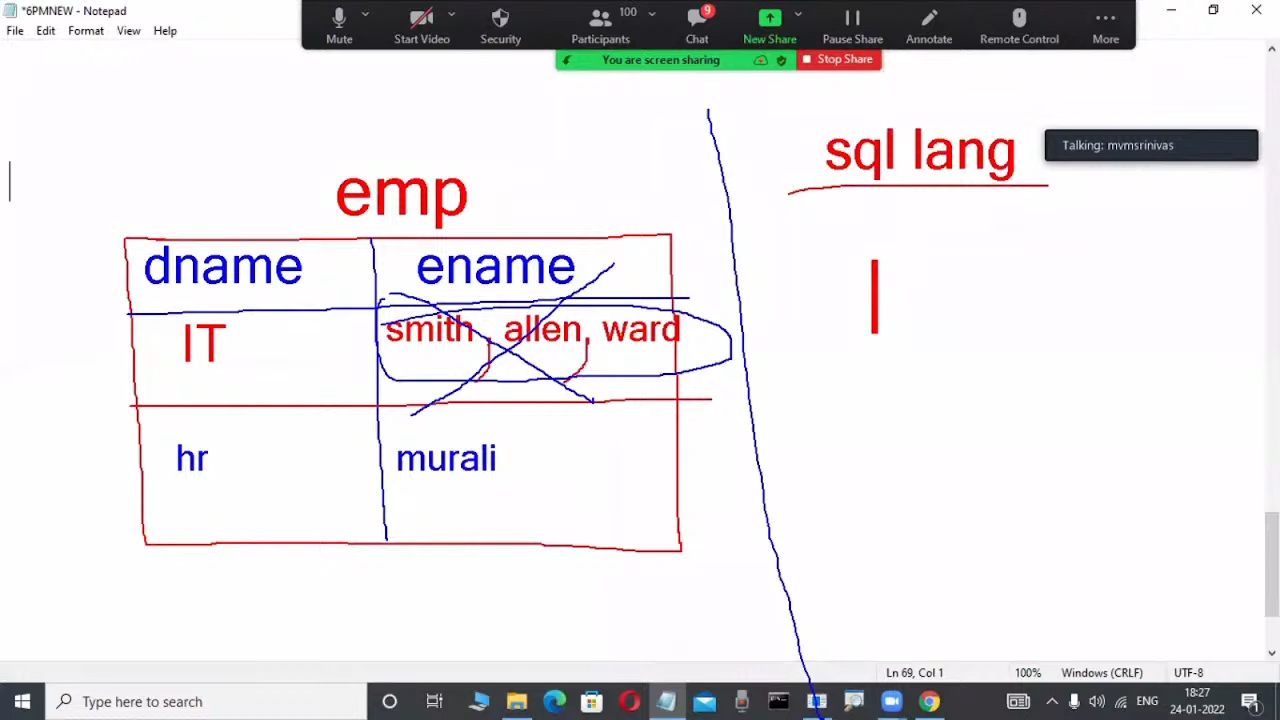 *6PMNEW - Notepad
File Edit Format View Help
Mute Start Video Security Participants 100 Chat 9 New Share Pause Share Annotate Remote Control More
You are screen sharing Stop Share
Talking: mvmsrinivas
sql lang
emp
dname ename
IT smith , allen, ward
hr murali
Ln 69, Col 1 100% Windows (CRLF) UTF-8
Type here to search
ENG 18:27
24-01-2022 1